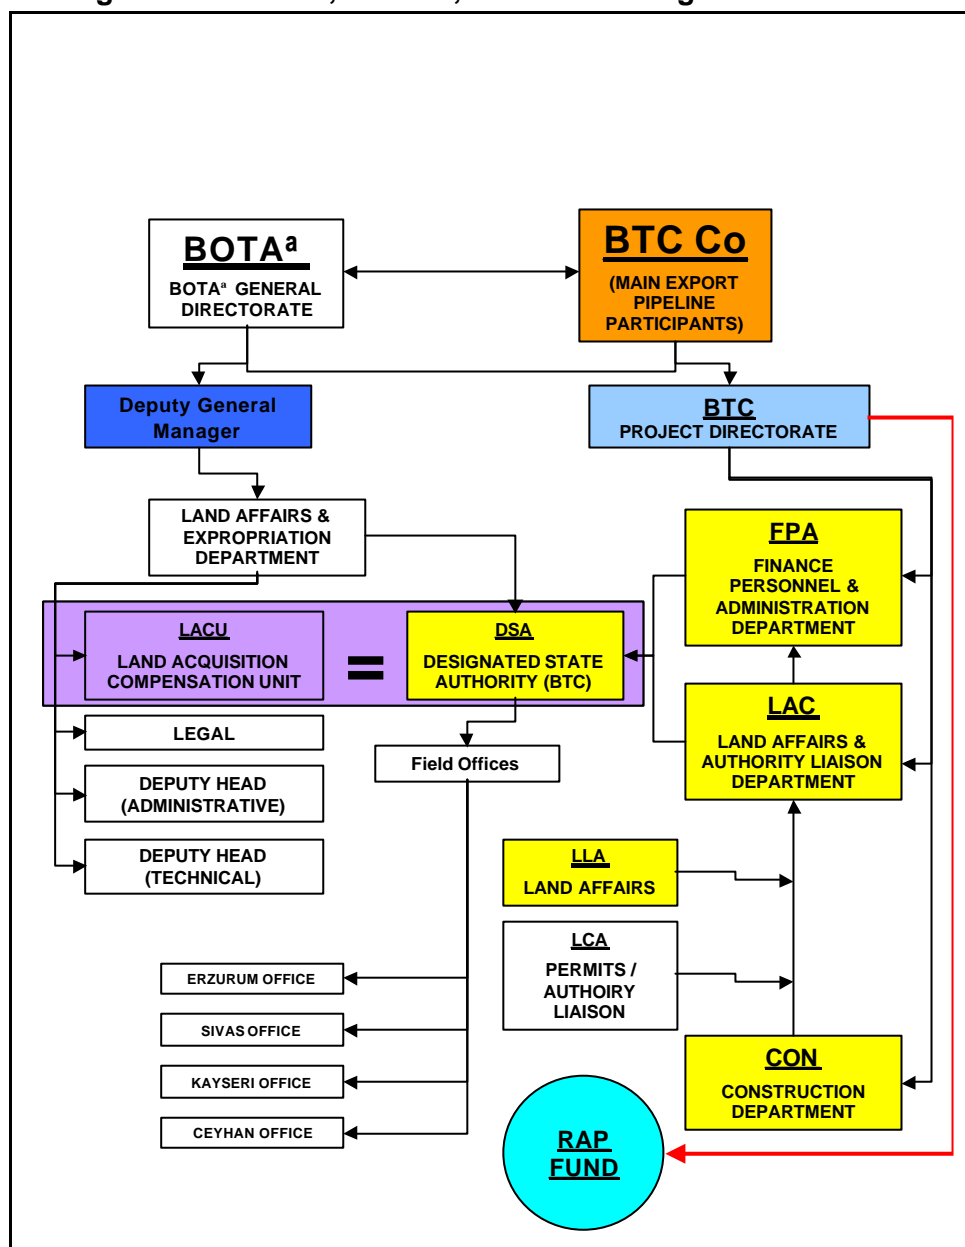 BOTAª
BOTAª GENERAL
DIRECTORATE
BTC Co
(MAIN EXPORT
PIPELINE
PARTICIPANTS)
Deputy General
Manager
BTC
PROJECT DIRECTORATE
LAND AFFAIRS &
EXPROPRIATION
DEPARTMENT
FPA
FINANCE
PERSONNEL &
ADMINISTRATION
DEPARTMENT
LACU
LAND ACQUISITION
COMPENSATION UNIT
=
DSA
DESIGNATED STATE
AUTHORITY (BTC)
LAC
LAND AFFAIRS &
AUTHORITY LIAISON
DEPARTMENT
LEGAL
Field Offices
DEPUTY HEAD
(ADMINISTRATIVE)
DEPUTY HEAD
(TECHNICAL)
LLA
LAND AFFAIRS
LCA
PERMITS /
AUTHOIRY
LIAISON
ERZURUM OFFICE
SIVAS OFFICE
KAYSERI OFFICE
CEYHAN OFFICE
CON
CONSTRUCTION
DEPARTMENT
RAP
FUND